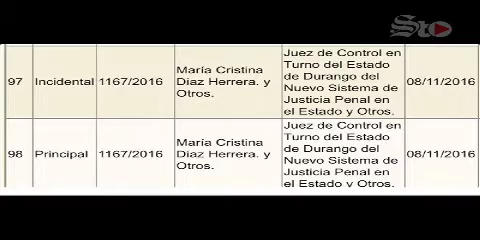 Sto
97 Incidental 1167/2016 María Cristina Diaz Herrera. y Otros. Juez de Control en Turno del Estado de Durango del Nuevo Sistema de Justicia Penal en el Estado y Otros. 08/11/2016
98 Principal 1167/2016 María Cristina Diaz Herrera. y Otros. Juez de Control en Turno del Estado de Durango del Nuevo Sistema de Justicia Penal en el Estado y Otros. 08/11/2016